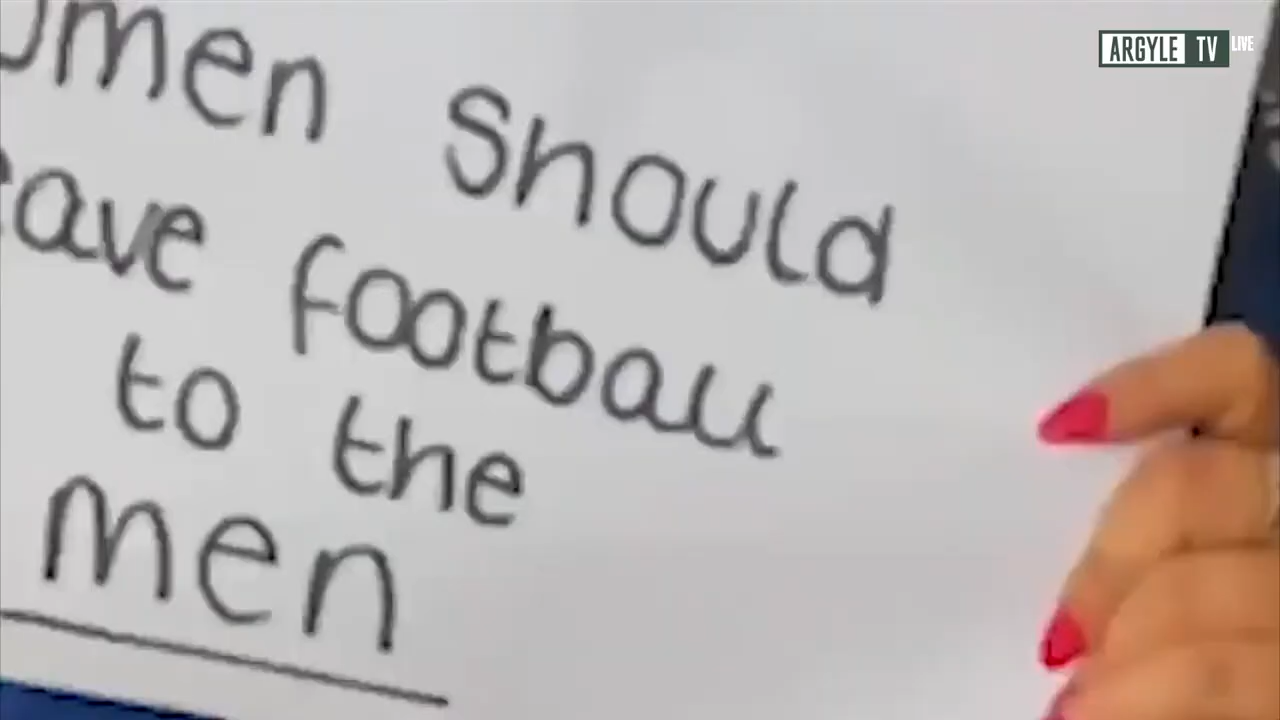 ARGYLE TV LIVE
omen should
eave football
to the
men